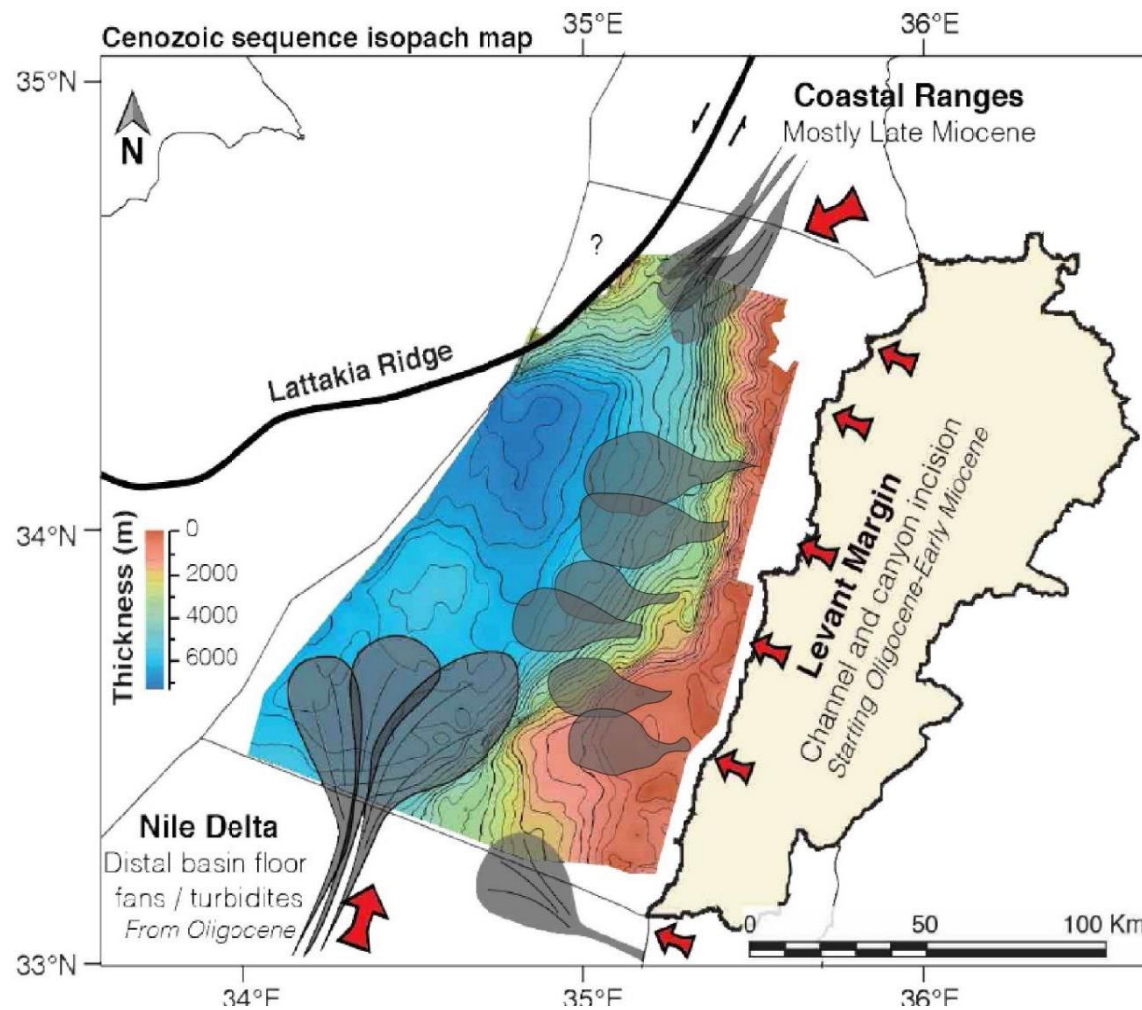 35°E
36°E
Cenozoic sequence isopach map
35°N
N
Coastal Ranges
Mostly Late Miocene
?
Lattakia Ridge
34°N
Thickness (m)
0
2000
4000
6000
Levant Margin
Channel and canyon incision
Starting Oligocene-Early Miocene
Nile Delta
Distal basin floor
fans / turbidites
From Oligocene
0
50
100 Km
33°N
34°E
35°E
36°E